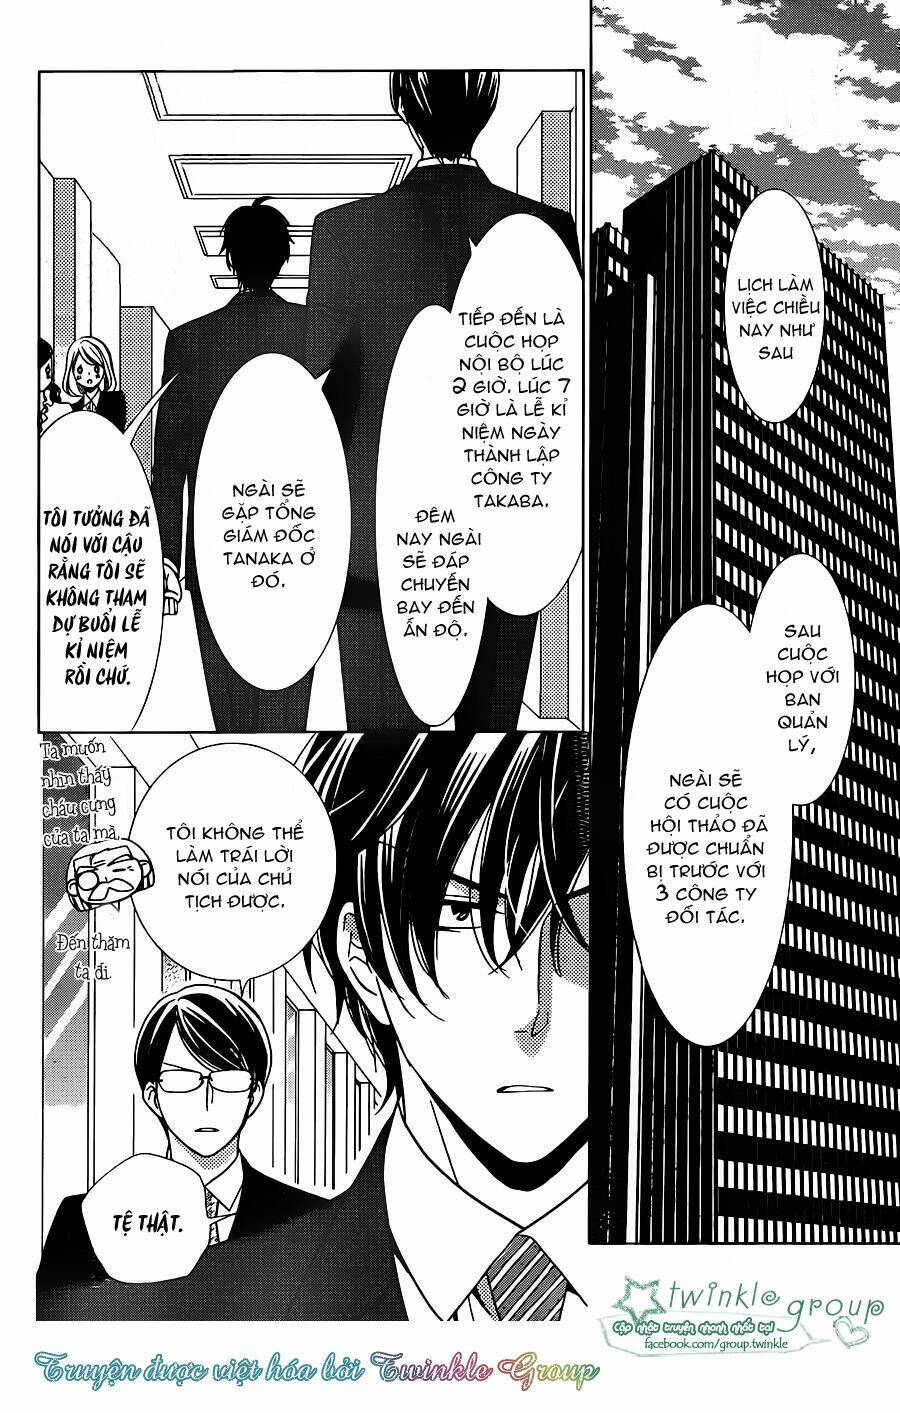 LỊCH LÀM
VIỆC CHIỀU
NAY NHƯ
SAU
SAU
CUỘC
HỌP VỚI
BAN
QUẢN
LÝ,
NGÀI SẼ
CÓ CUỘC
HỘI THẢO ĐÃ
ĐƯỢC CHUẨN
BỊ TRƯỚC VỚI
3 CÔNG TY
ĐỐI TÁC.
TIẾP ĐẾN LÀ
CUỘC HỌP
NỘI BỘ LÚC
2 GIỜ. LÚC 7
GIỜ LÀ LỄ KỈ
NIỆM NGÀY
THÀNH LẬP
CÔNG TY
TAKABA.
ĐÊM
NAY NGÀI
SẼ ĐÁP
CHUYẾN
BAY ĐẾN
ẤN ĐỘ.
NGÀI SẼ
GẶP TỔNG
GIÁM ĐỐC
TANAKA Ở
ĐÓ.
TÔI TƯỞNG ĐÃ
NÓI VỚI CẬU
RẰNG TÔI SẼ
KHÔNG THAM
DỰ BUỔI LỄ
KỈ NIỆM
RỒI CHỨ.
TÔI KHÔNG THỂ
LÀM TRÁI LỜI
NÓI CỦA CHỦ
TỊCH ĐƯỢC.
Ta muốn
nhìn thấy
cháu cưng
của ta mà.
Đến thăm
ta đi.
TỆ THẬT.
twinkle group
cập nhật truyện nhanh nhất tại
facebook.com/group.twinkle
Truyện được việt hóa bởi Twinkle Group